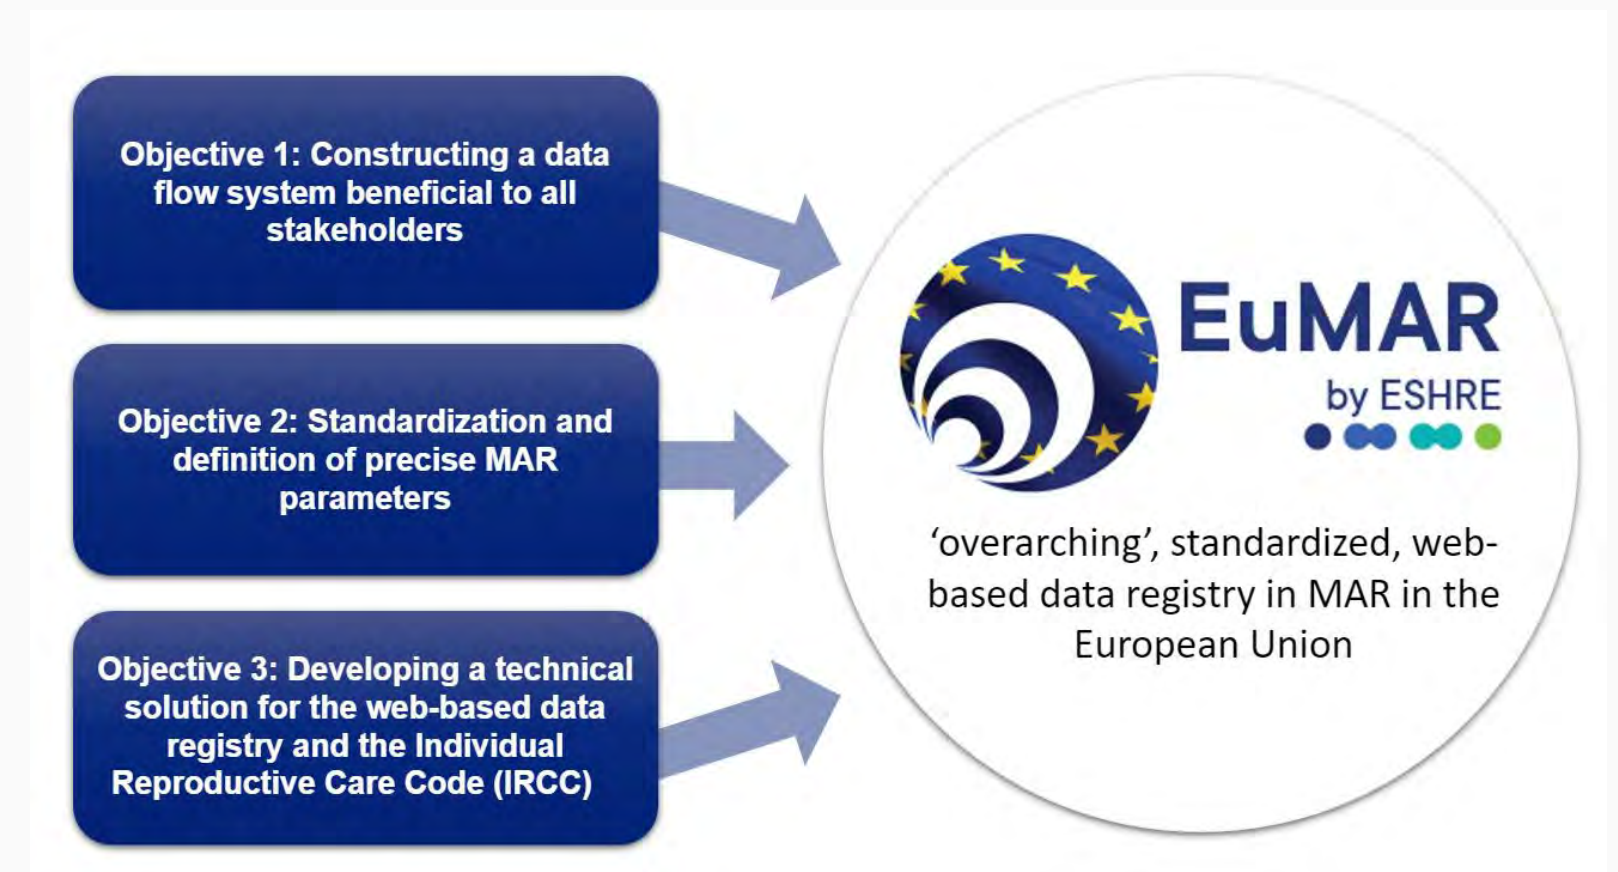 Objective 1: Constructing a data
flow system beneficial to all
stakeholders
Objective 2: Standardization and
definition of precise MAR
parameters
Objective 3: Developing a technical
solution for the web-based data
registry and the Individual
Reproductive Care Code (IRCC)
EuMAR
by ESHRE
‘overarching’, standardized, web-
based data registry in MAR in the
European Union